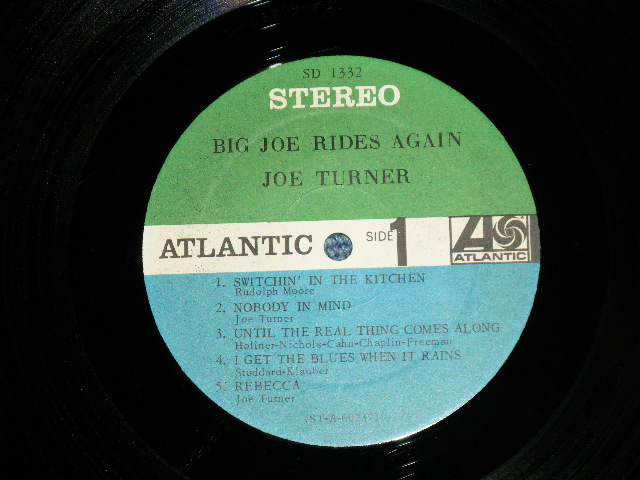 SD 1332
STEREO
BIG JOE RIDES AGAIN
JOE TURNER
ATLANTIC SIDE 1
ATLANTIC
1. SWITCHIN' IN THE KITCHEN
Rudolph Moore
2. NOBODY IN MIND
Joe Turner
3. UNTIL THE REAL THING COMES ALONG
Holiner-Nichols-Cahn-Chaplin-Freeman
4. I GET THE BLUES WHEN IT RAINS
Stoddard-Klauber
5. REBECCA
Joe Turner